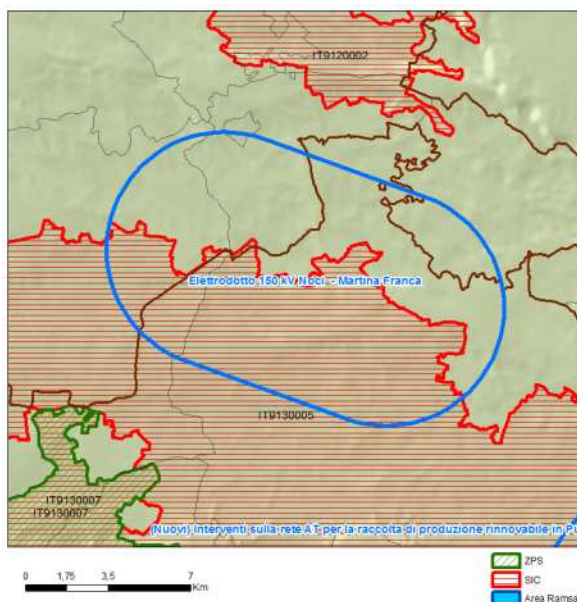 IT9120002
Elettrodotto 150 kV Noci - Martina Franca
IT9130005
IT9130007
IT9130007
(Nuovi) interventi sulla rete AT per la raccolta di produzione rinnovabile in Pu
0 1,75 3,5 7
Km
ZPS
SIC
Area Ramsa